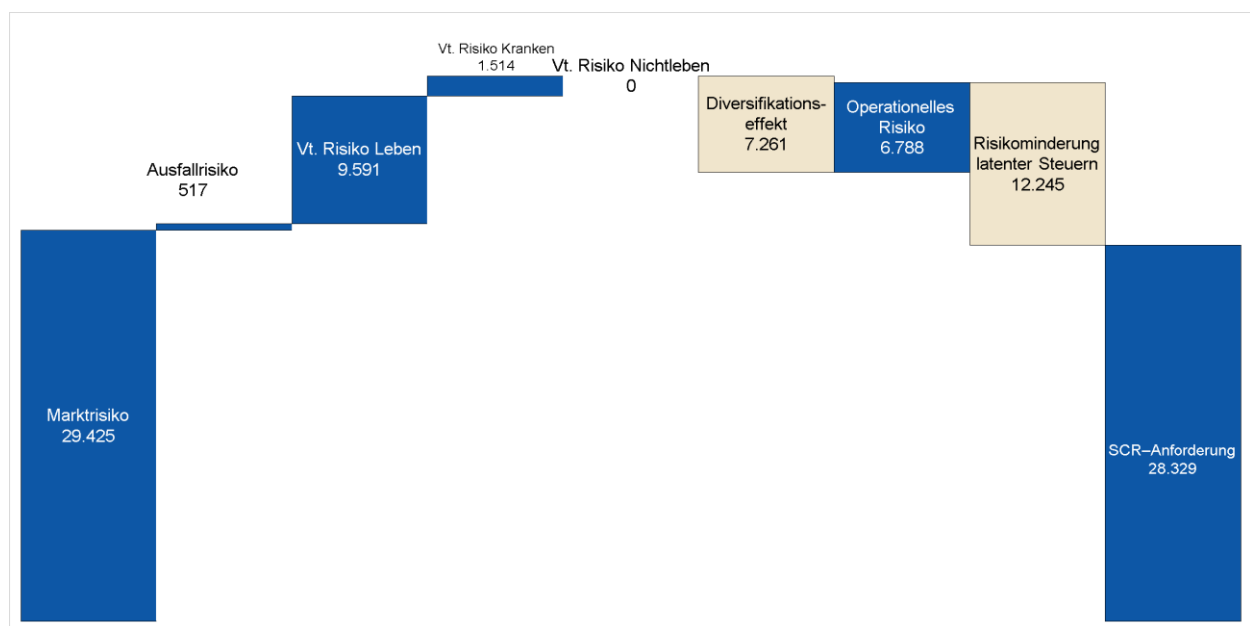 Marktrisiko
29.425
Ausfallrisiko
517
Vt. Risiko Leben
9.591
Vt. Risiko Kranken
1.514
Vt. Risiko Nichtleben
0
Diversifikations-
effekt
7.261
Operationelles
Risiko
6.788
Risikominderung
latenter Steuern
12.245
SCR–Anforderung
28.329